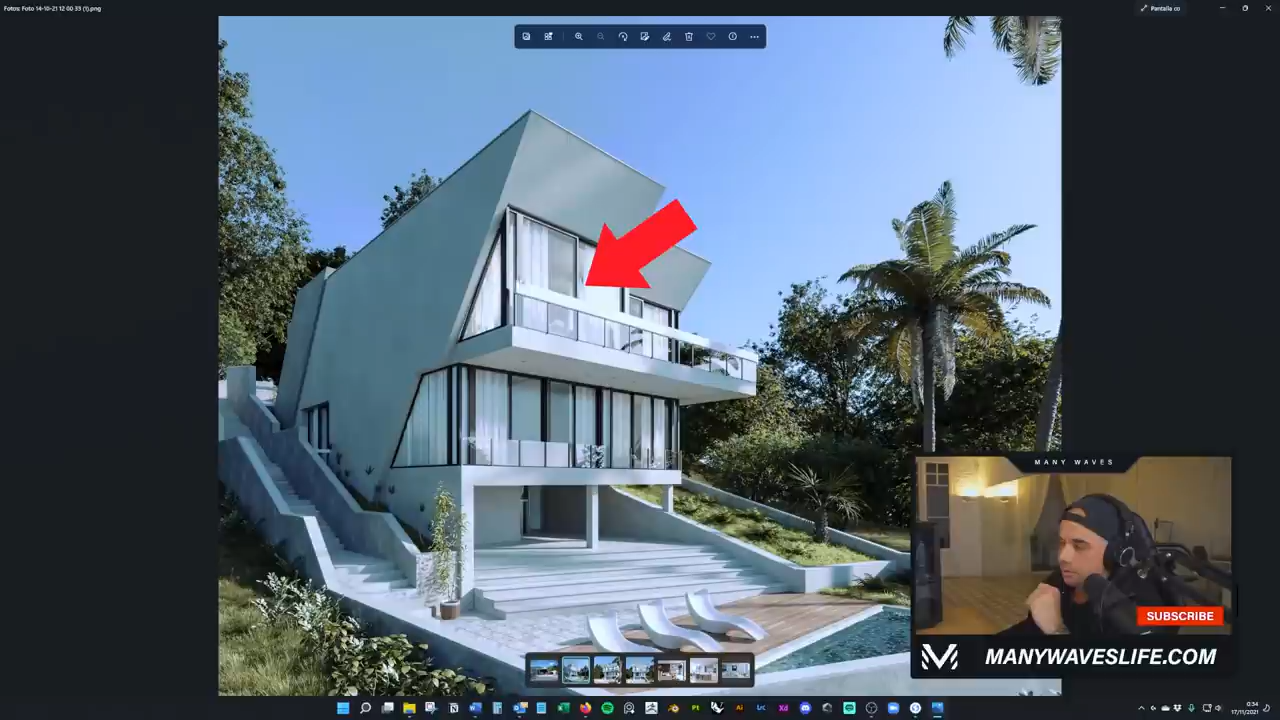 Fotos: Foto 14-10-21 12 00 33 (1).png
Pantalla co
MANY WAVES
SUBSCRIBE
MANYWAVESLIFE.COM
0:34
17/11/2021